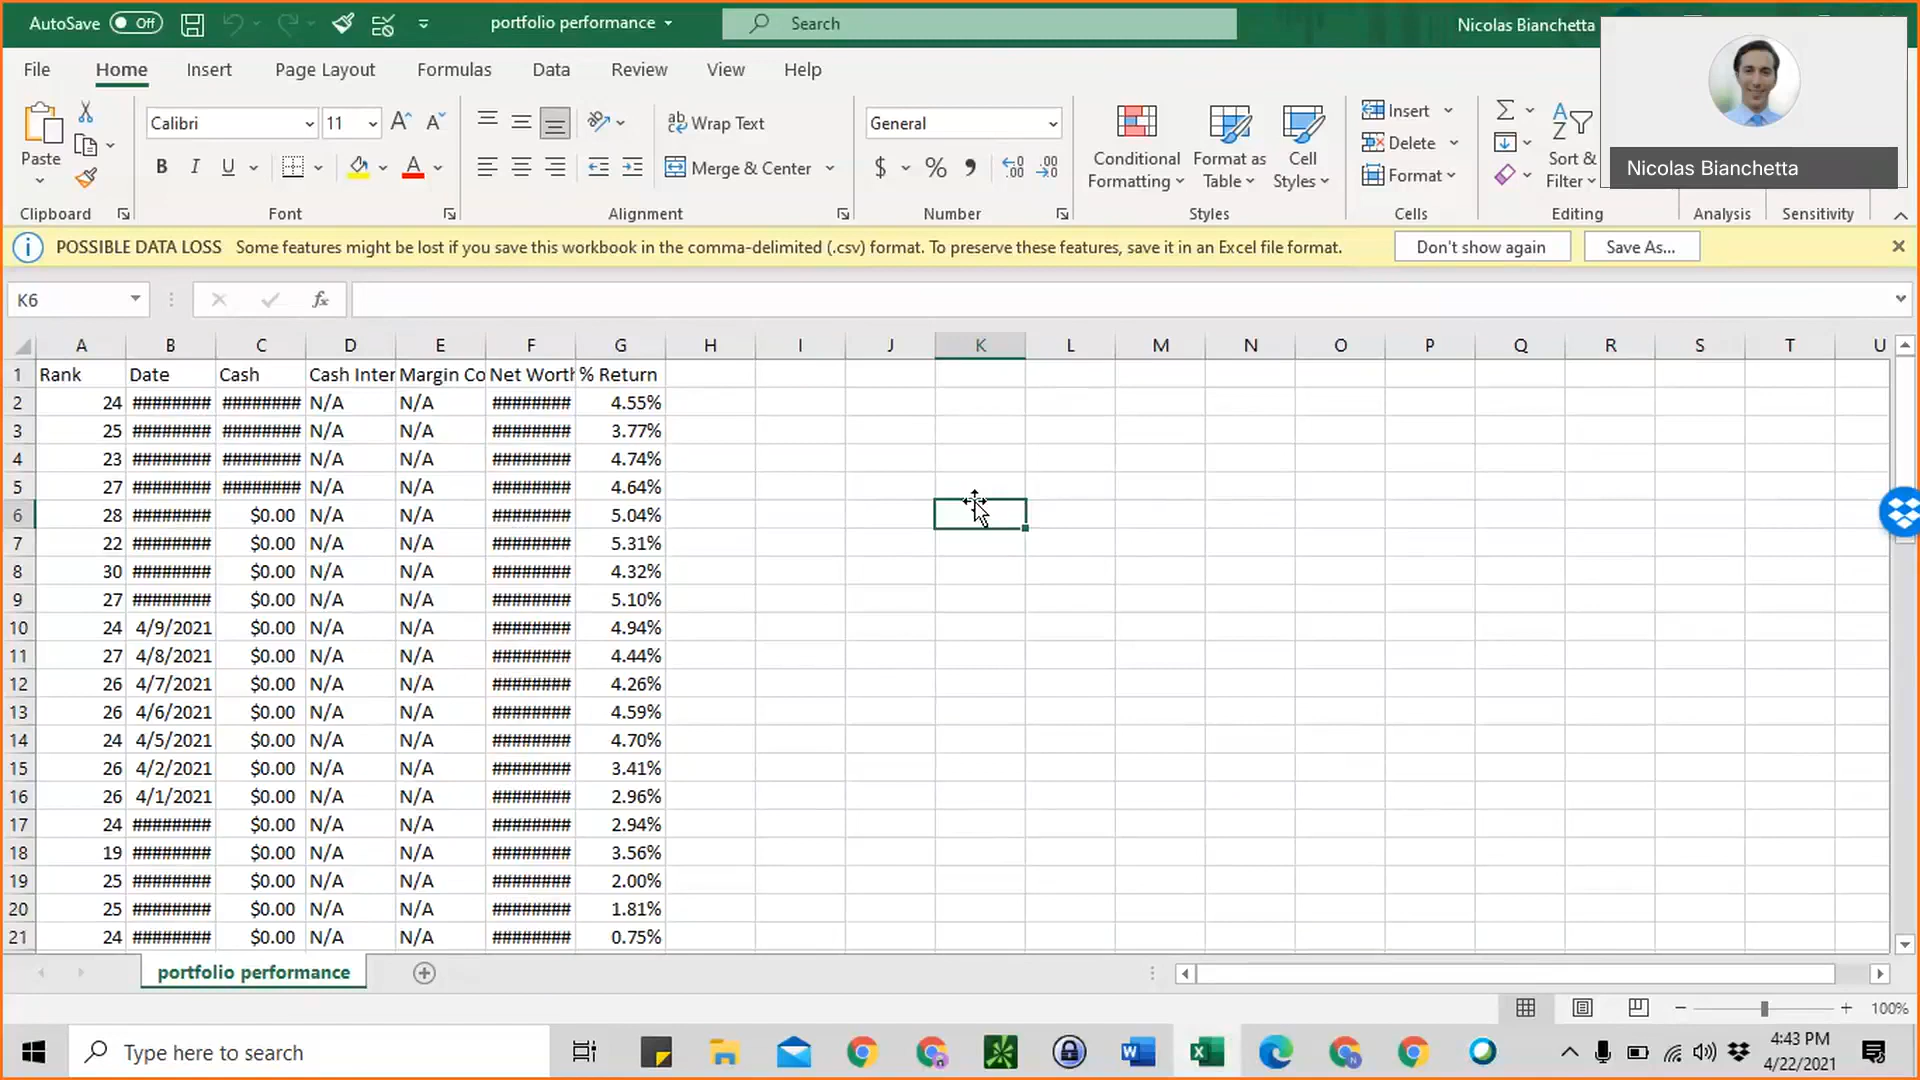 AutoSave Off portfolio performance Search Nicolas Bianchetta
File Home Insert Page Layout Formulas Data Review View Help
Nicolas Bianchetta
Calibri 11 Wrap Text General Insert
Paste B I U Merge & Center $ % , Conditional Formatting Format as Table Cell Styles Delete Format Sort & Filter
Clipboard Font Alignment Number Styles Cells Editing Analysis Sensitivity
POSSIBLE DATA LOSS Some features might be lost if you save this workbook in the comma-delimited (.csv) format. To preserve these features, save it in an Excel file format. Don't show again Save As...
K6 fx
A B C D E F G H I J K L M N O P Q R S T U
1 Rank Date Cash Cash Inter Margin Co Net Worth % Return
2 24 ######## ######## N/A N/A ######## 4.55%
3 25 ######## ######## N/A N/A ######## 3.77%
4 23 ######## ######## N/A N/A ######## 4.74%
5 27 ######## ######## N/A N/A ######## 4.64%
6 28 ######## $0.00 N/A N/A ######## 5.04%
7 22 ######## $0.00 N/A N/A ######## 5.31%
8 30 ######## $0.00 N/A N/A ######## 4.32%
9 27 ######## $0.00 N/A N/A ######## 5.10%
10 24 4/9/2021 $0.00 N/A N/A ######## 4.94%
11 27 4/8/2021 $0.00 N/A N/A ######## 4.44%
12 26 4/7/2021 $0.00 N/A N/A ######## 4.26%
13 26 4/6/2021 $0.00 N/A N/A ######## 4.59%
14 24 4/5/2021 $0.00 N/A N/A ######## 4.70%
15 26 4/2/2021 $0.00 N/A N/A ######## 3.41%
16 26 4/1/2021 $0.00 N/A N/A ######## 2.96%
17 24 ######## $0.00 N/A N/A ######## 2.94%
18 19 ######## $0.00 N/A N/A ######## 3.56%
19 25 ######## $0.00 N/A N/A ######## 2.00%
20 25 ######## $0.00 N/A N/A ######## 1.81%
21 24 ######## $0.00 N/A N/A ######## 0.75%
portfolio performance
100%
Type here to search 4:43 PM
4/22/2021